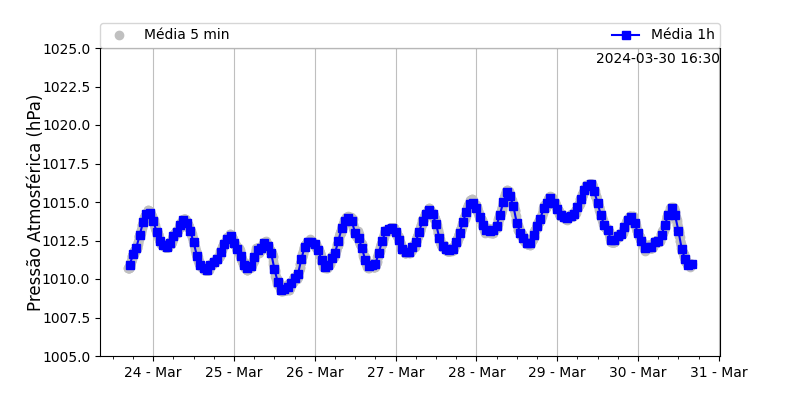 Média 5 min
Média 1h
2024-03-30 16:30
Pressão Atmosférica (hPa)
1025.0
1022.5
1020.0
1017.5
1015.0
1012.5
1010.0
1007.5
1005.0
24 - Mar
25 - Mar
26 - Mar
27 - Mar
28 - Mar
29 - Mar
30 - Mar
31 - Mar